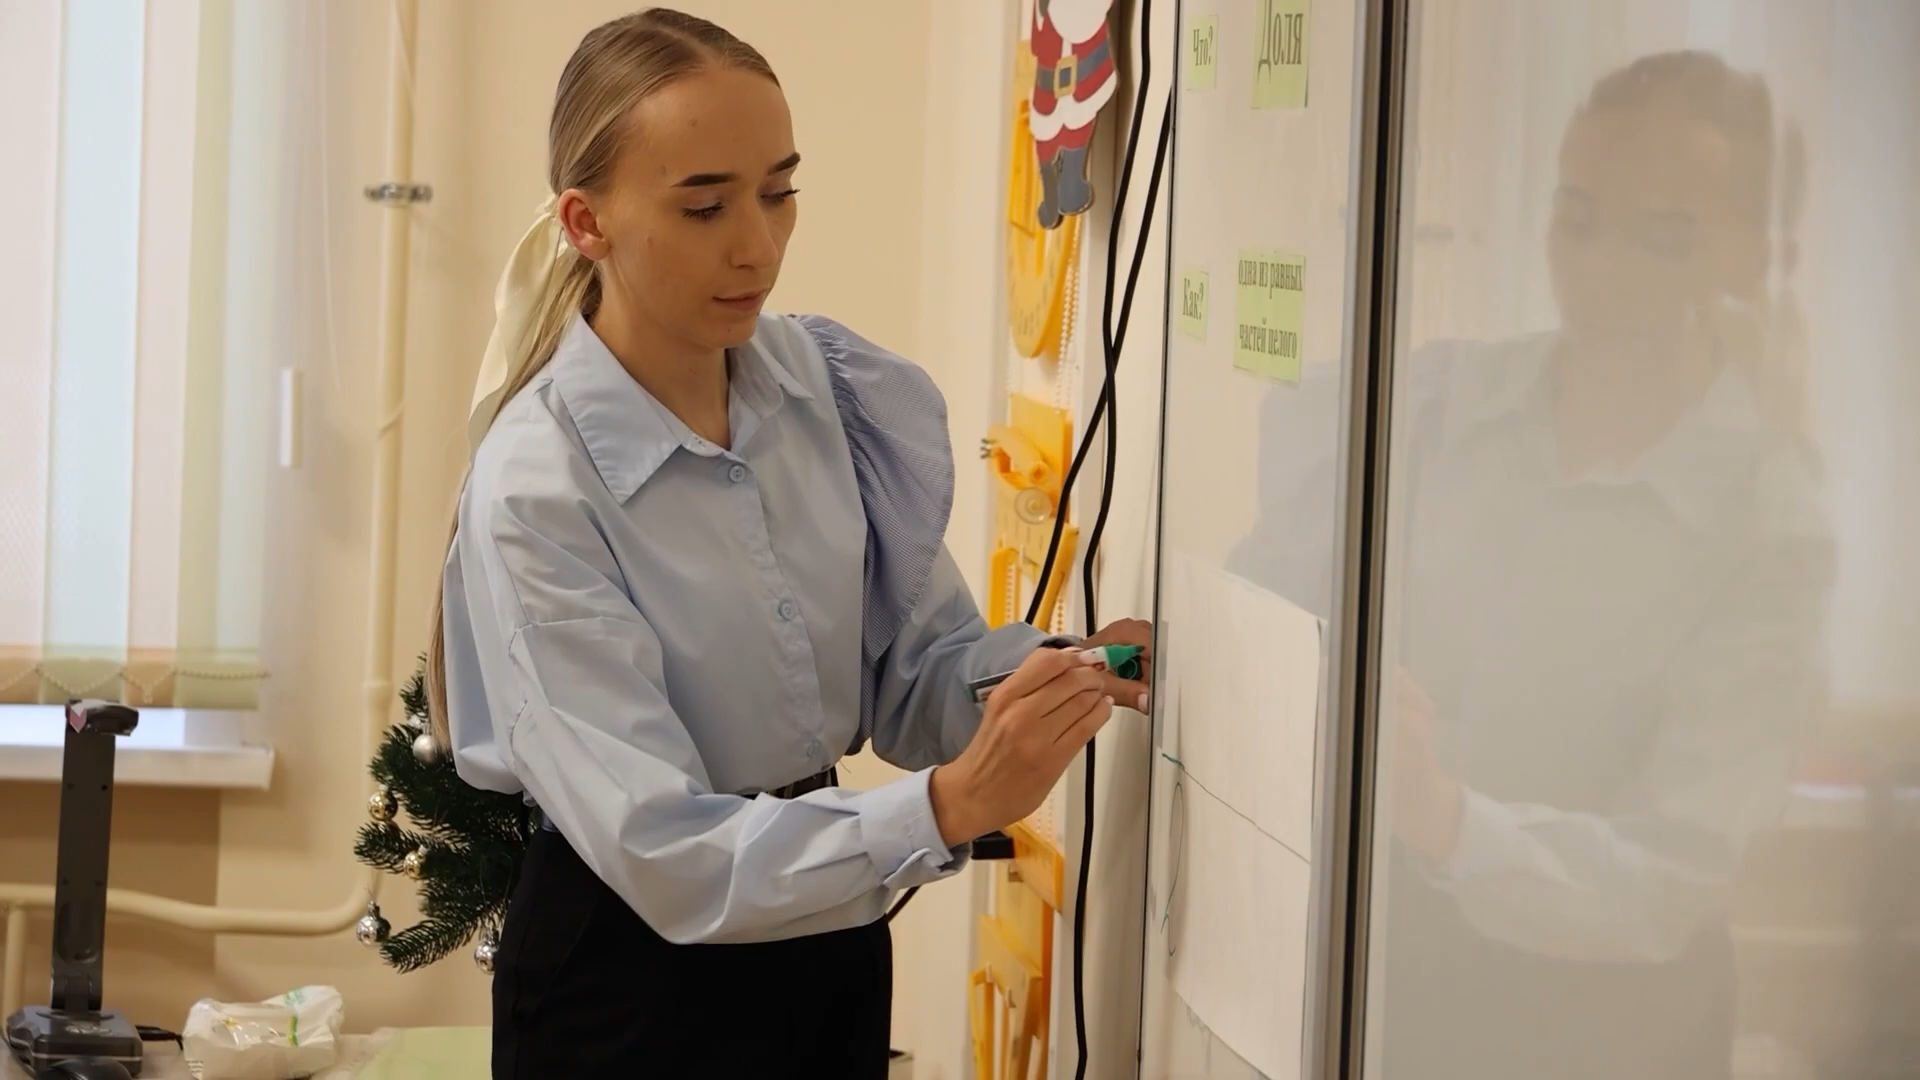 Что?
Доля
Как?
одна из равных
частей целого